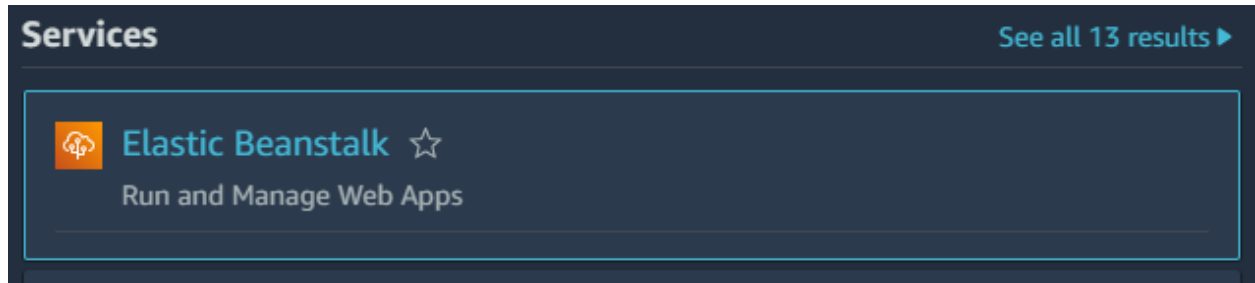 Services
See all 13 results
Elastic Beanstalk
Run and Manage Web Apps